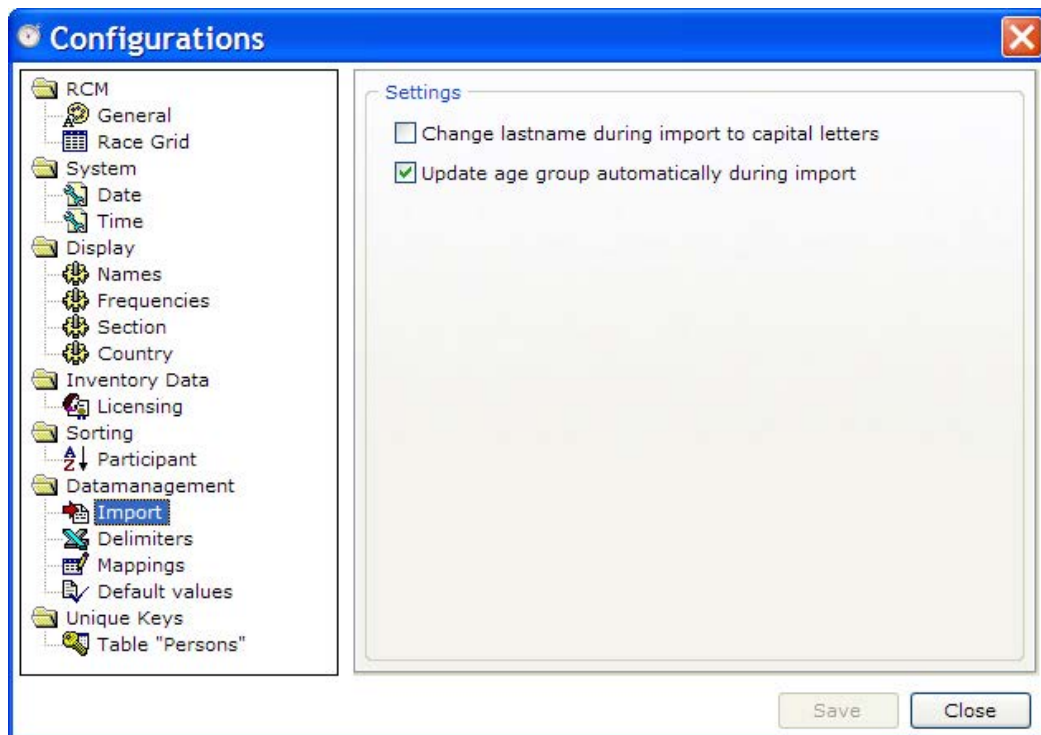 Configurations
RCM
General
Race Grid
System
Date
Time
Display
Names
Frequencies
Section
Country
Inventory Data
Licensing
Sorting
Participant
Datamanagement
Import
Delimiters
Mappings
Default values
Unique Keys
Table "Persons"
Settings
Change lastname during import to capital letters
Update age group automatically during import
Save
Close